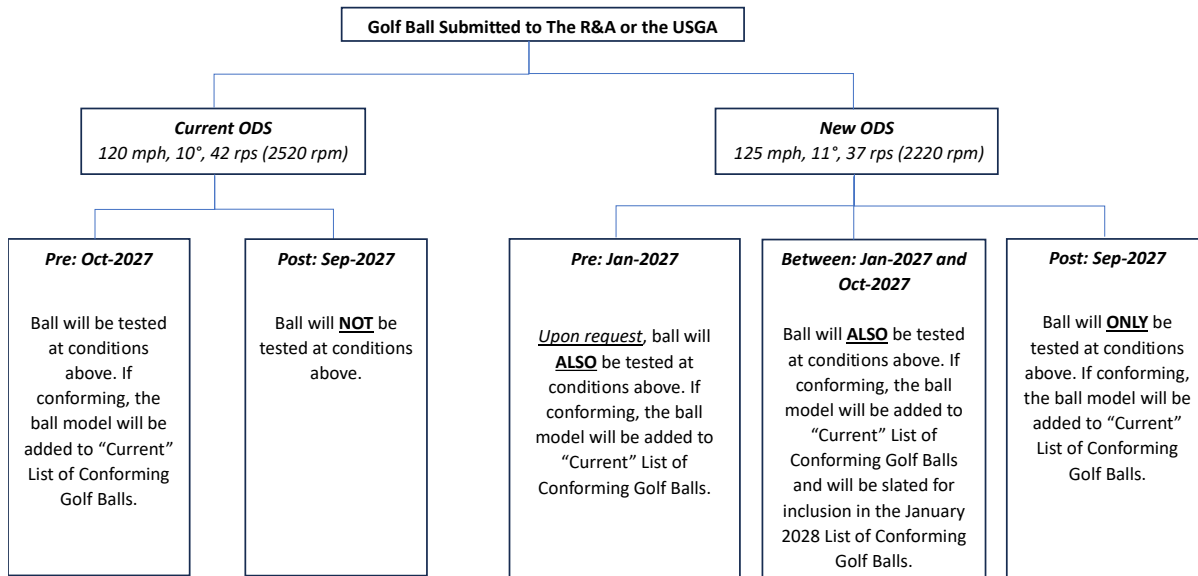 Golf Ball Submitted to The R&A or the USGA
Current ODS
120 mph, 10°, 42 rps (2520 rpm)
New ODS
125 mph, 11°, 37 rps (2220 rpm)
Pre: Oct-2027
Ball will be tested
at conditions
above. If
conforming, the
ball model will be
added to “Current”
List of Conforming
Golf Balls.
Post: Sep-2027
Ball will NOT be
tested at conditions
above.
Pre: Jan-2027
Upon request, ball will
ALSO be tested at
conditions above. If
conforming, the ball
model will be added to
“Current” List of
Conforming Golf Balls.
Between: Jan-2027 and
Oct-2027
Ball will ALSO be tested
at conditions above. If
conforming, the ball
model will be added to
“Current” List of
Conforming Golf Balls
and will be slated for
inclusion in the January
2028 List of Conforming
Golf Balls.
Post: Sep-2027
Ball will ONLY be
tested at conditions
above. If conforming,
the ball model will be
added to “Current”
List of Conforming
Golf Balls.